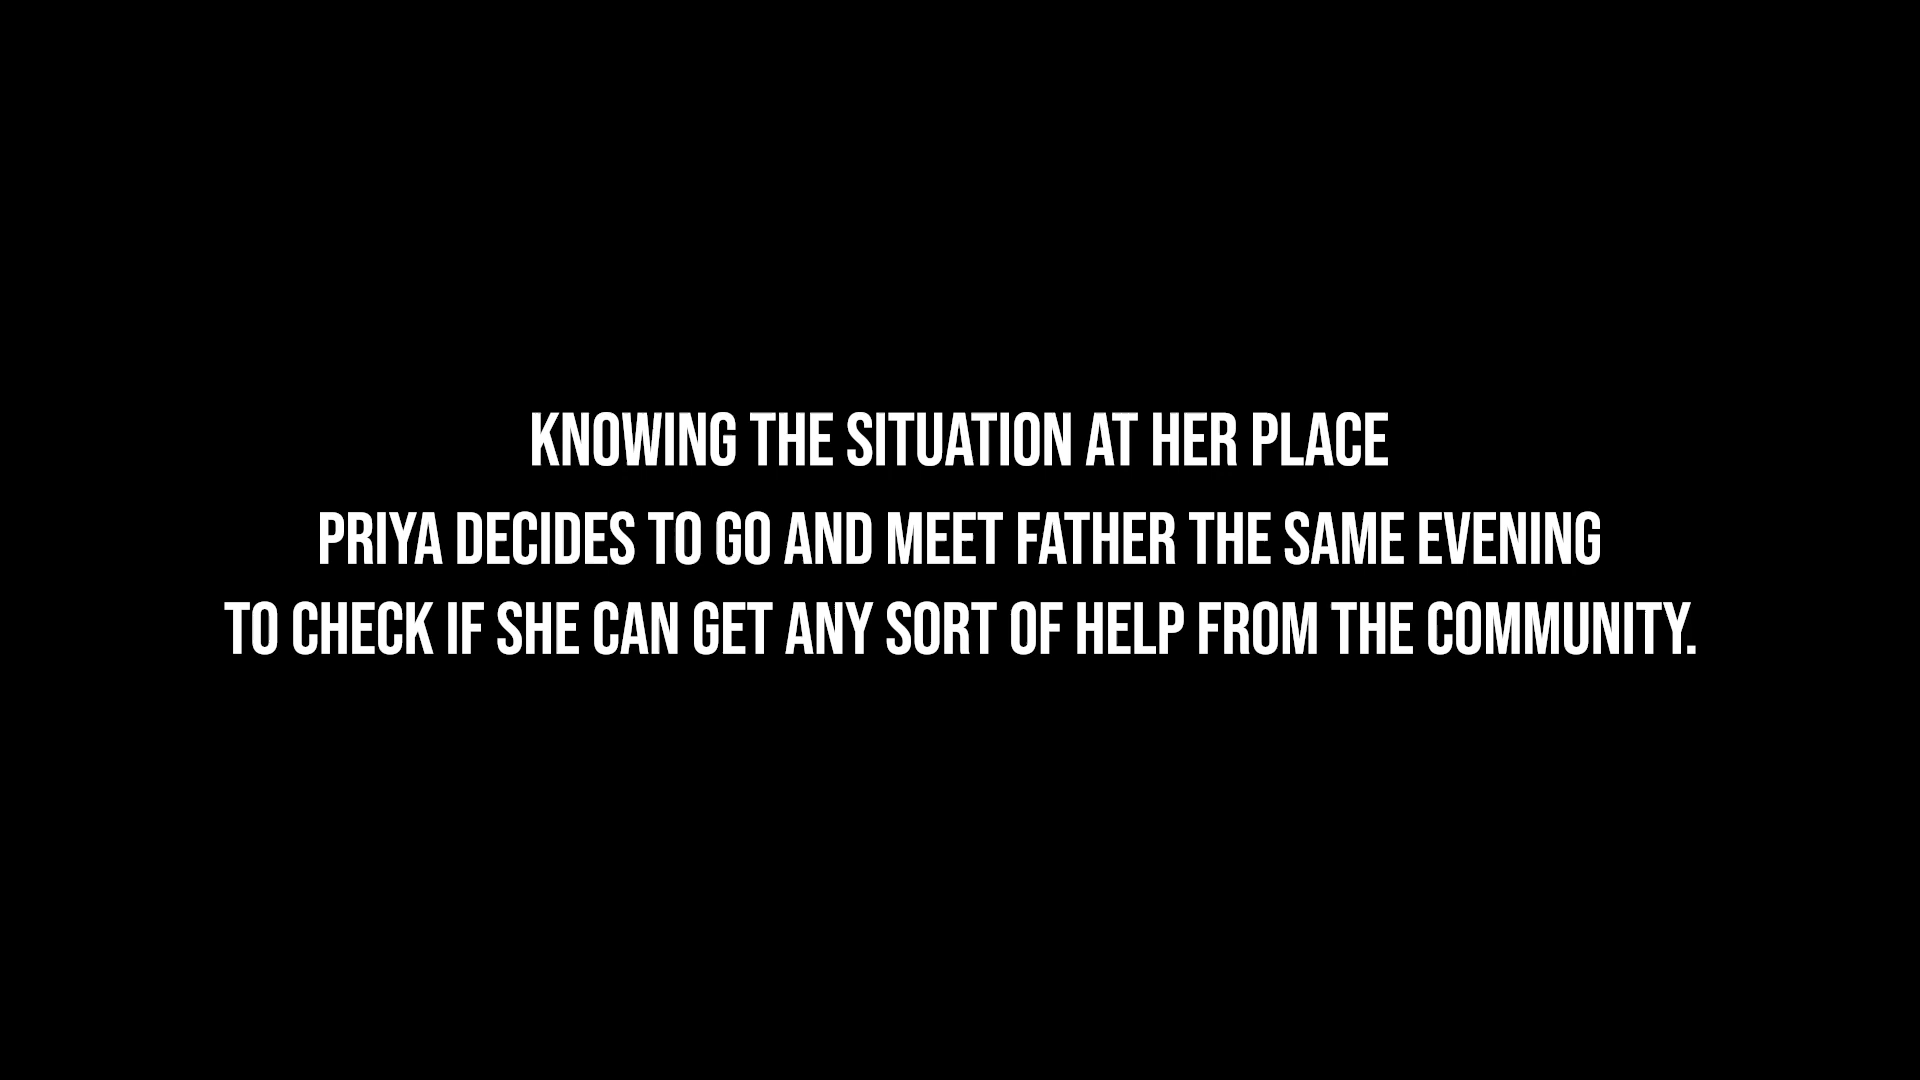 KNOWING THE SITUATION AT HER PLACE
PRIYA DECIDES TO GO AND MEET FATHER THE SAME EVENING
TO CHECK IF SHE CAN GET ANY SORT OF HELP FROM THE COMMUNITY.